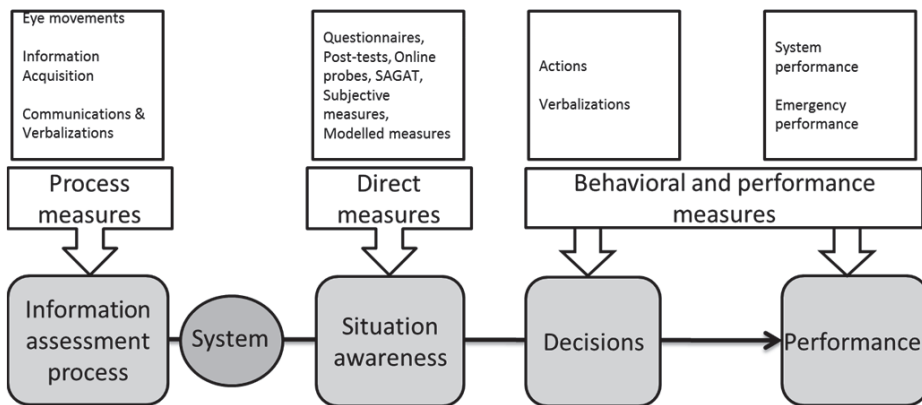 Eye movements
Information
Acquisition
Communications &
Verbalizations
Questionnaires,
Post-tests, Online
probes, SAGAT,
Subjective
measures,
Modelled measures
Actions
Verbalizations
System
performance
Emergency
performance
Process
measures
Direct
measures
Behavioral and performance
measures
Information
assessment
process
System
Situation
awareness
Decisions
Performance